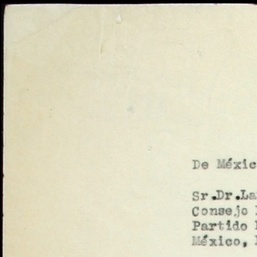 De Méxic
Sr.Dr.La
Consejo
Partido
México,